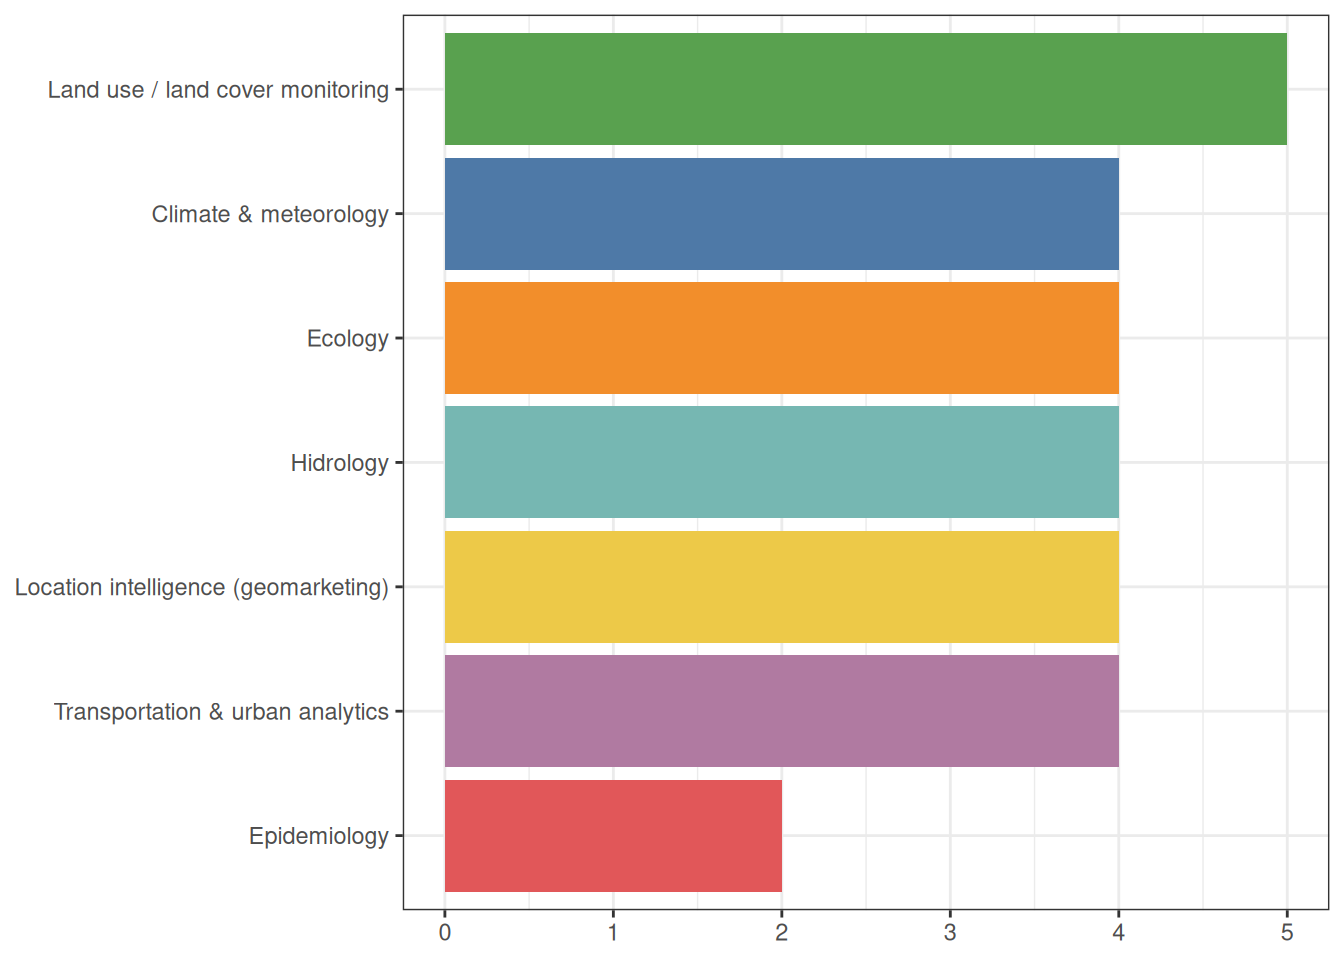 Land use / land cover monitoring
Climate & meteorology
Ecology
Hidrology
Location intelligence (geomarketing)
Transportation & urban analytics
Epidemiology
0 1 2 3 4 5